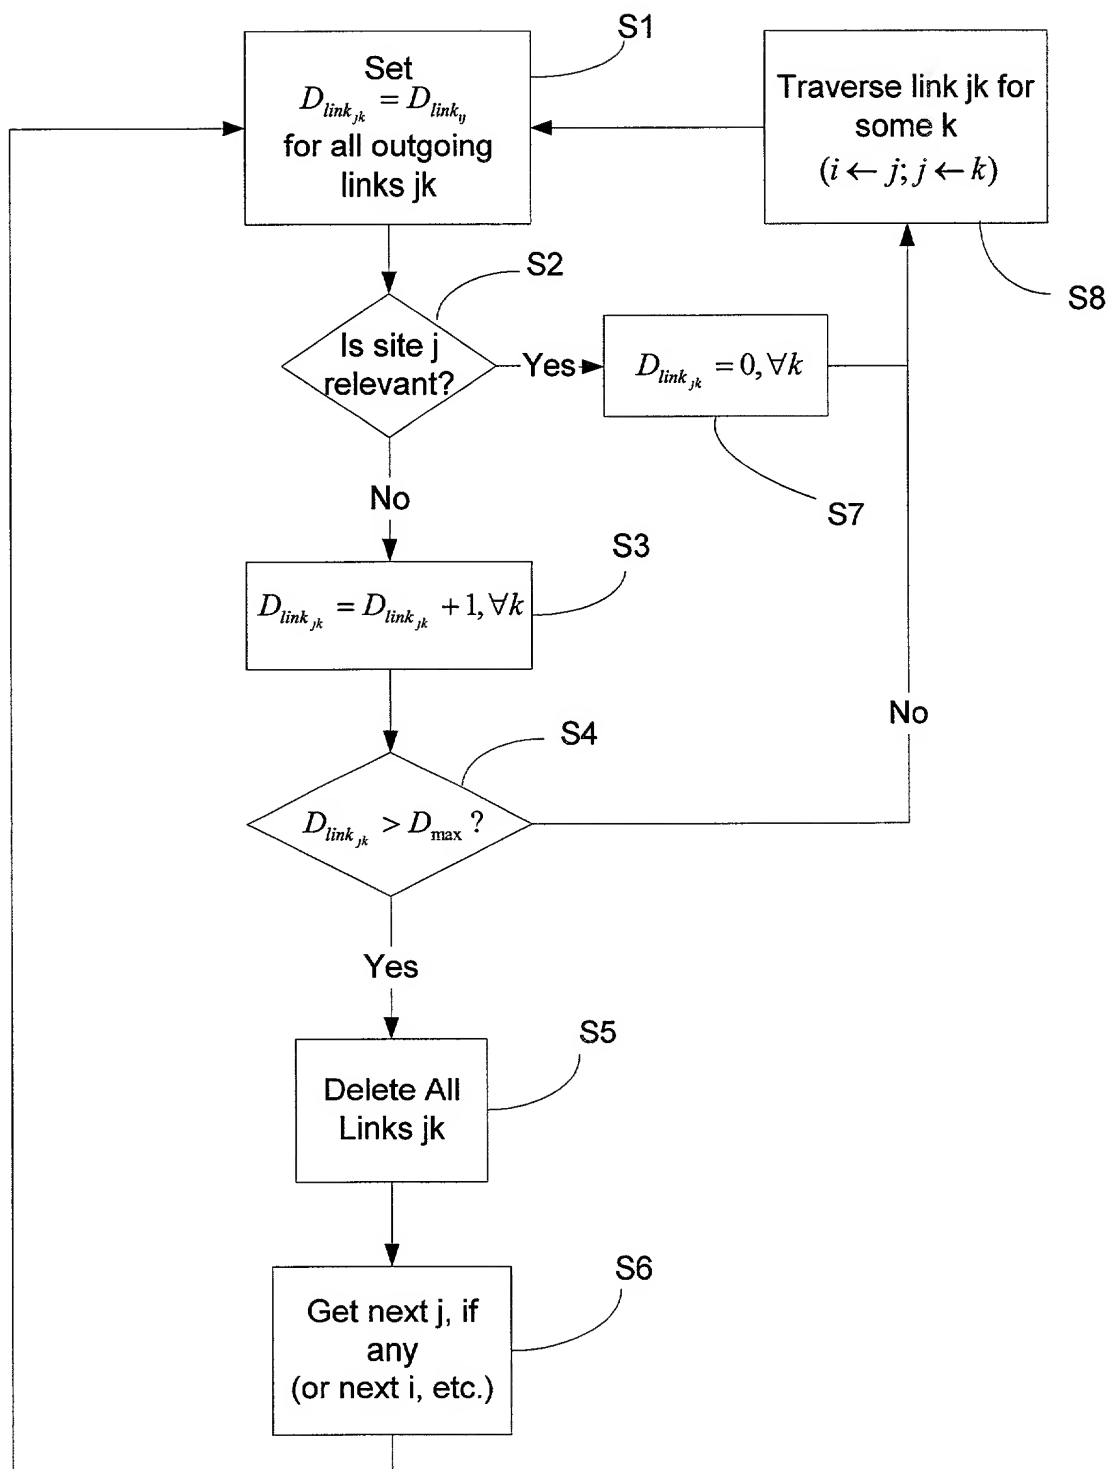 S1
Set
D_{link_{jk}} = D_{link_{ij}}
for all outgoing
links jk
Traverse link jk for
some k
(i ← j; j ← k)
S8
S2
Is site j
relevant?
Yes
D_{link_{jk}} = 0, ∀k
S7
No
S3
D_{link_{jk}} = D_{link_{jk}} + 1, ∀k
S4
No
D_{link_{jk}} > D_{max} ?
Yes
S5
Delete All
Links jk
S6
Get next j, if
any
(or next i, etc.)